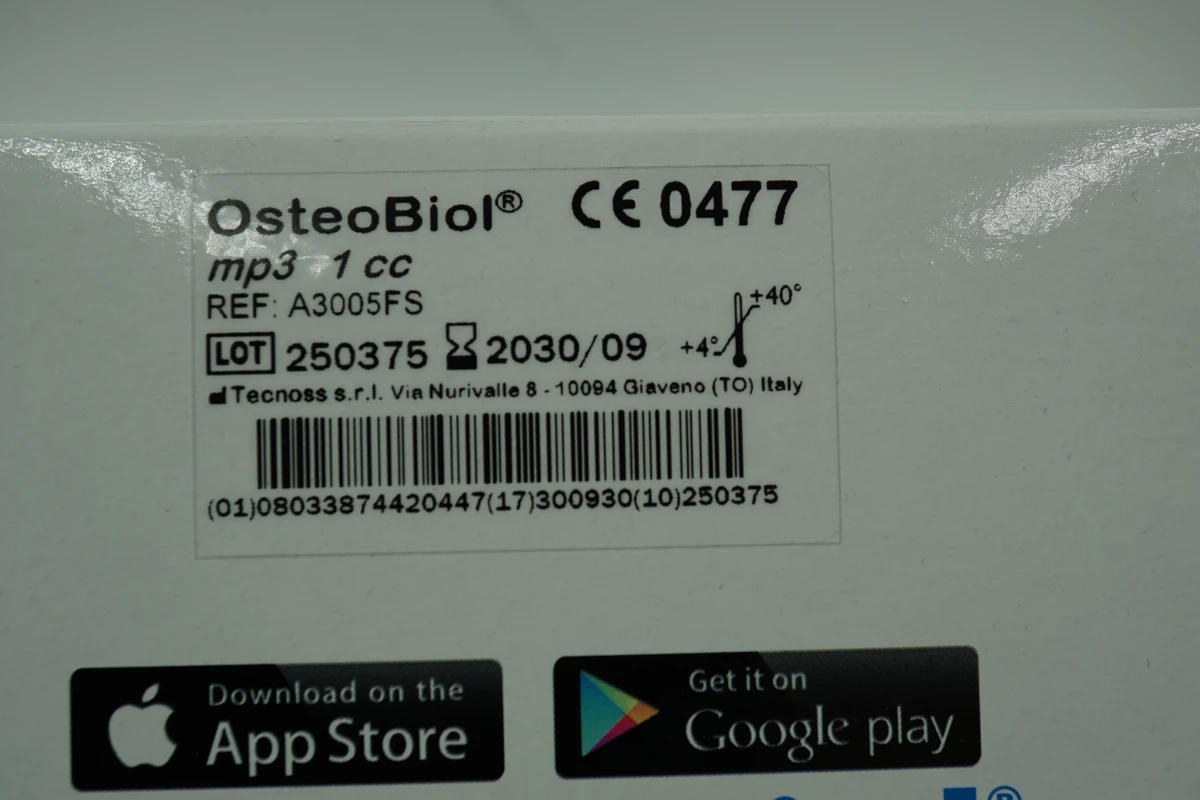 OsteoBiol® CE 0477
mp3 1 cc
REF: A3005FS
LOT 250375 2030/09 +4° +40°
Tecnoss s.r.l. Via Nurivalle 8 - 10094 Giaveno (TO) Italy
(01)08033874420447(17)300930(10)250375
Download on the
App Store
Get it on
Google play
®